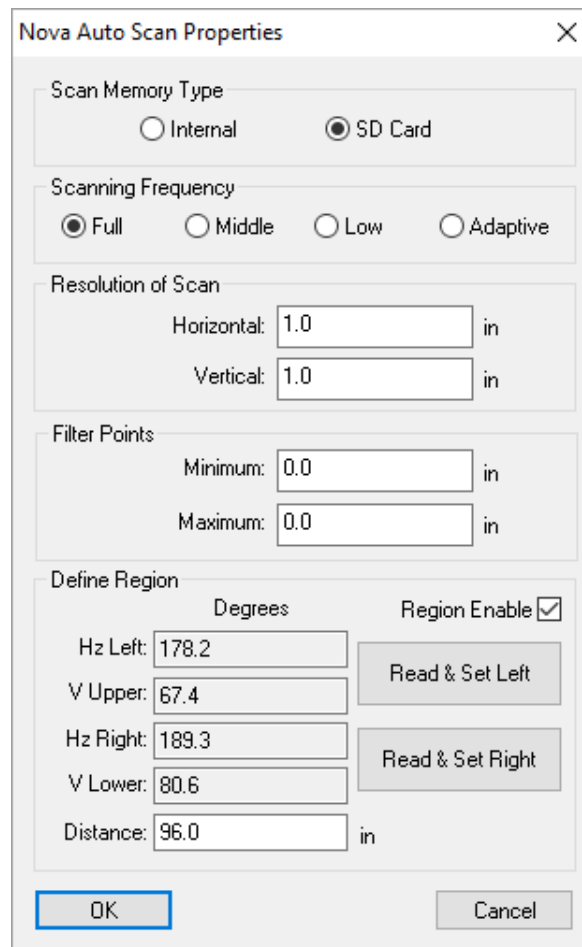 Nova Auto Scan Properties
Scan Memory Type
Internal SD Card
Scanning Frequency
Full Middle Low Adaptive
Resolution of Scan
Horizontal: 1.0 in
Vertical: 1.0 in
Filter Points
Minimum: 0.0 in
Maximum: 0.0 in
Define Region
Degrees Region Enable
Hz Left: 178.2
Read & Set Left
V Upper: 67.4
Hz Right: 189.3
Read & Set Right
V Lower: 80.6
Distance: 96.0 in
OK Cancel